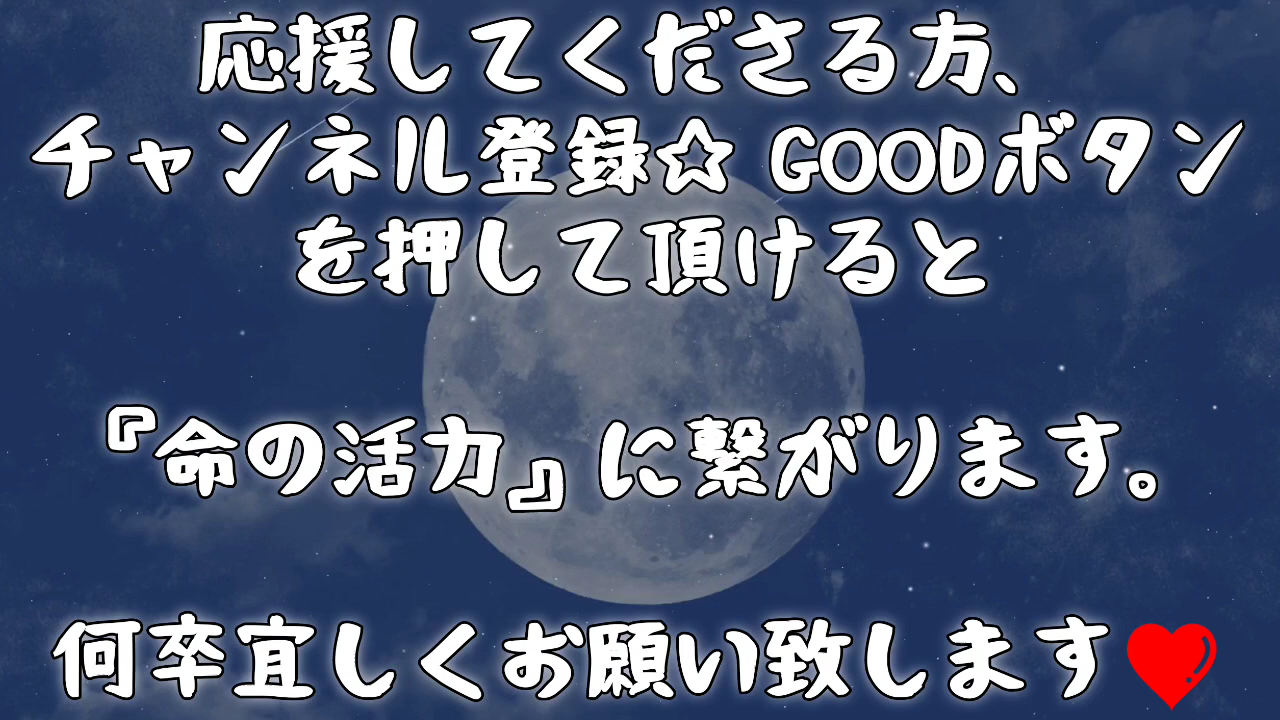 応援してくださる方、
チャンネル登録☆ GOODボタン
を押して頂けると
『命の活力』に繋がります。
何卒宜しくお願い致します❤